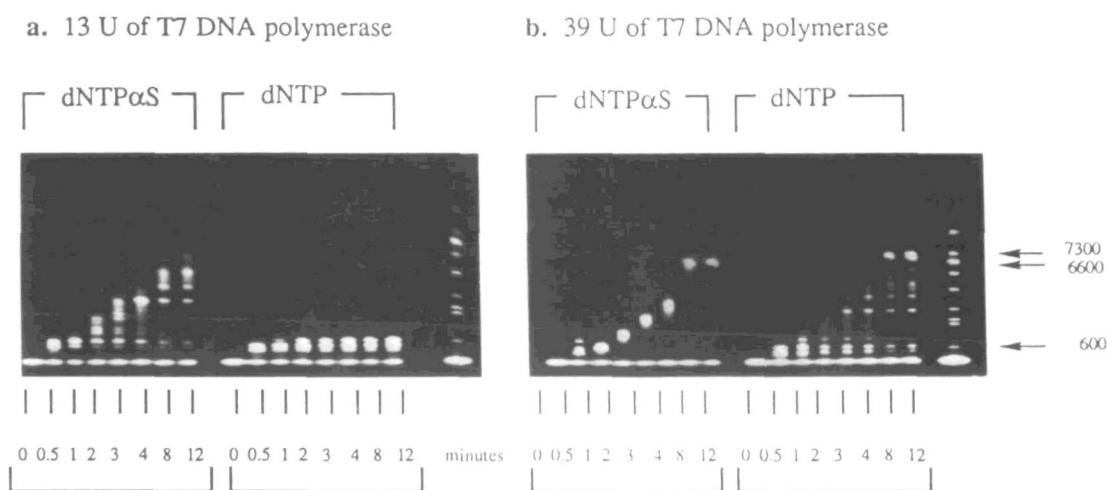 a. 13 U of T7 DNA polymerase
b. 39 U of T7 DNA polymerase
dNTPαS
dNTP
dNTPαS
dNTP
7300
6600
600
0 0.5 1 2 3 4 8 12 0 0.5 1 2 3 4 8 12 minutes 0 0.5 1 2 3 4 8 12 0 0.5 1 2 3 4 8 12